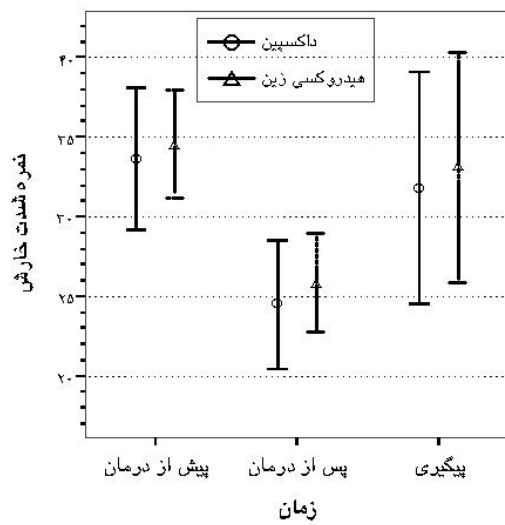 داکسپین
هیدروکسی زین
نمره شدت خارش
۴۰
۳۵
۳۰
۲۵
۲۰
پیش از درمان
پس از درمان
پیگیری
زمان